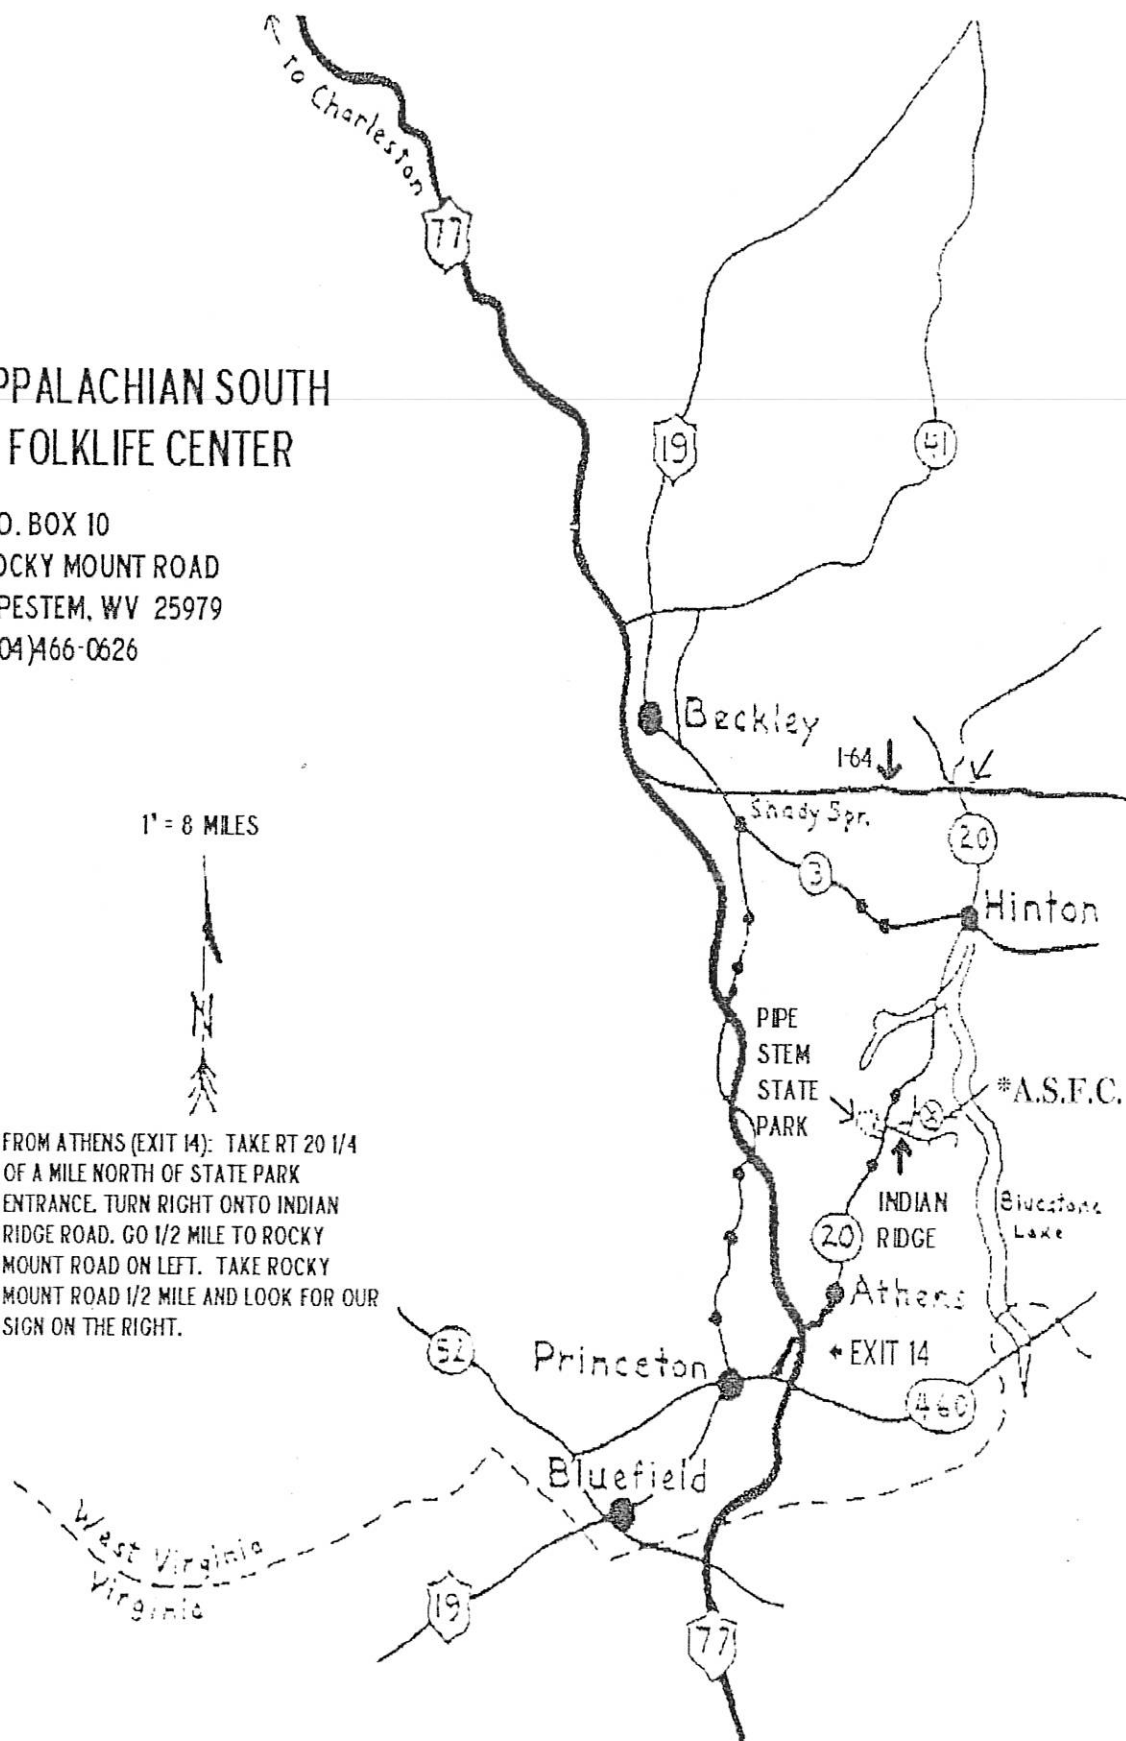 To Charleston
77
PPALACHIAN SOUTH
FOLKLIFE CENTER
O. BOX 10
OCKY MOUNT ROAD
PESTEM, WV 25979
04)466-0626
19
41
Beckley
1-64
Shady Spr.
20
3
Hinton
1" = 8 MILES
N
PIPE
STEM
STATE
PARK
*A.S.F.C.
INDIAN
RIDGE
Bluestone
Lake
20
Athens
EXIT 14
FROM ATHENS (EXIT 14): TAKE RT 20 1/4
OF A MILE NORTH OF STATE PARK
ENTRANCE. TURN RIGHT ONTO INDIAN
RIDGE ROAD. GO 1/2 MILE TO ROCKY
MOUNT ROAD ON LEFT. TAKE ROCKY
MOUNT ROAD 1/2 MILE AND LOOK FOR OUR
SIGN ON THE RIGHT.
52
Princeton
460
Bluefield
West Virginia
Virginia
19
77